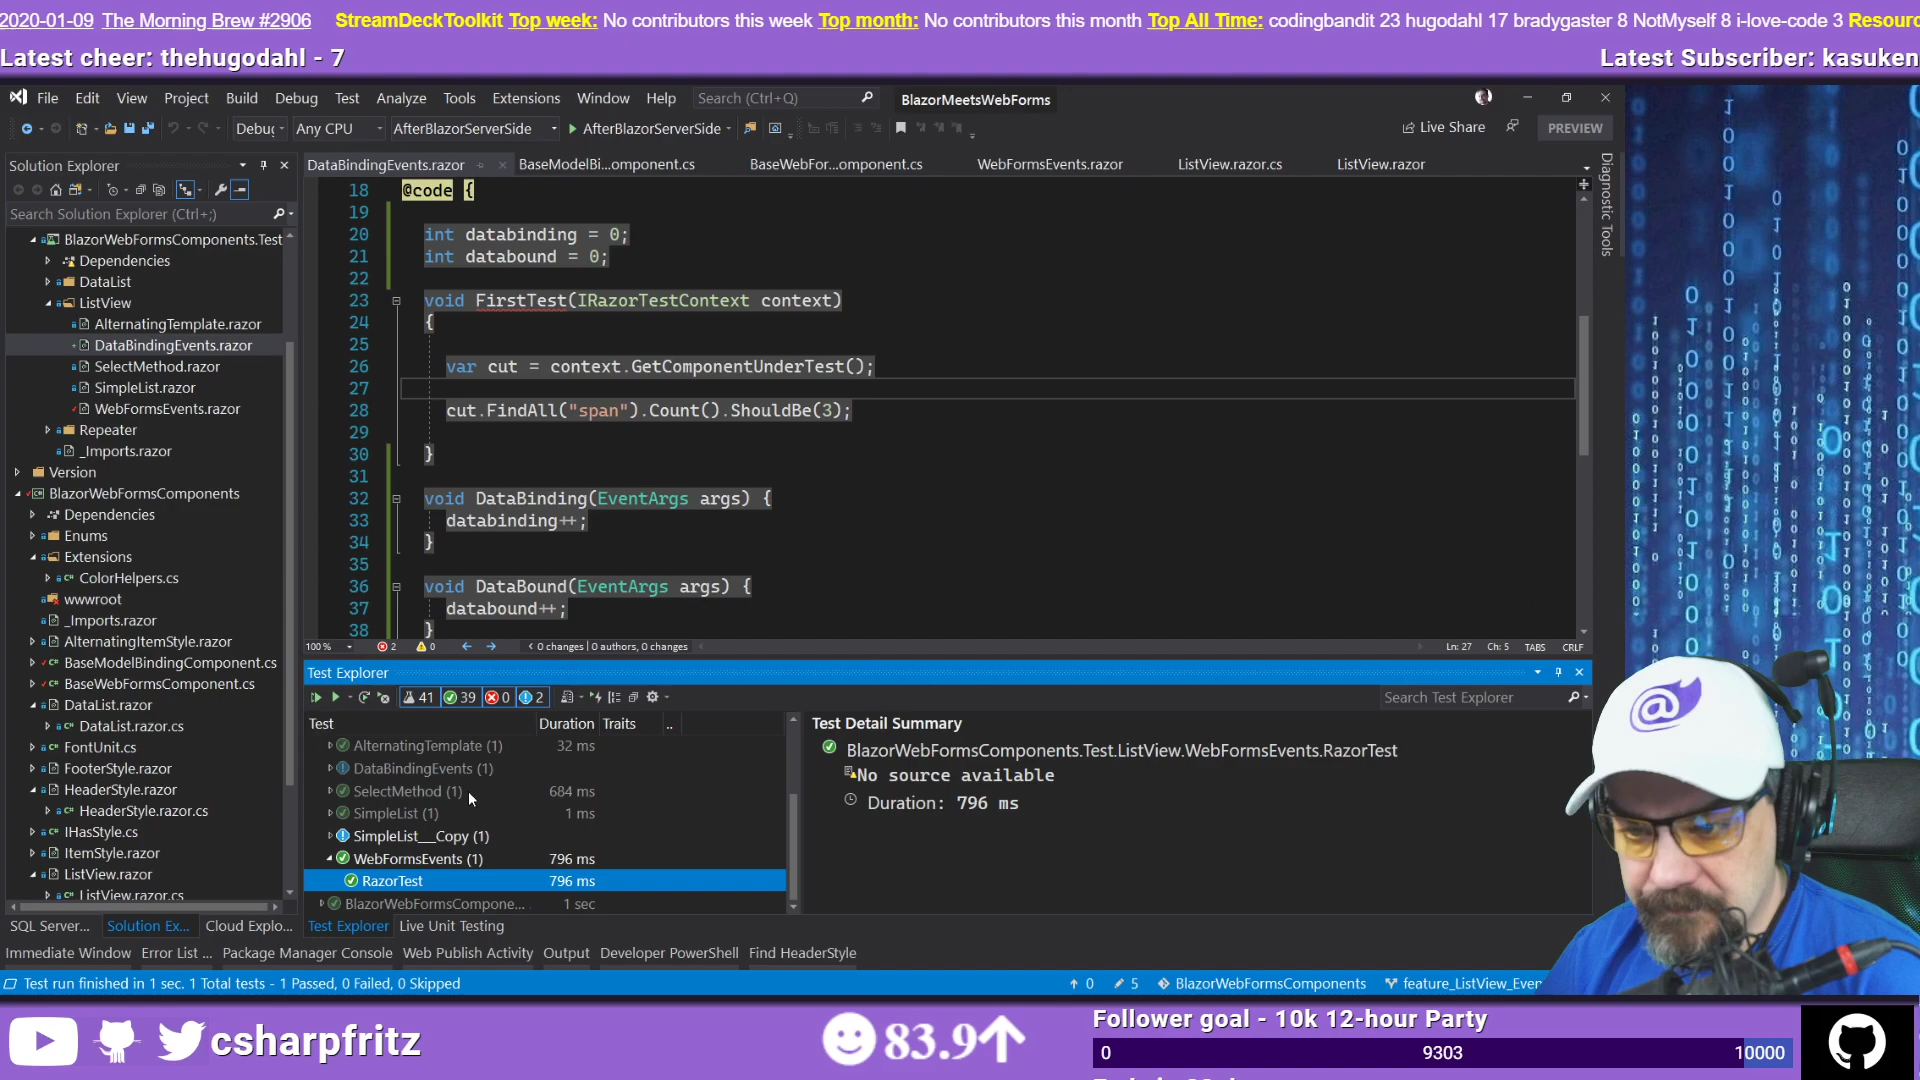 2020-01-09 The Morning Brew #2906 StreamDeckToolkit Top week: No contributors this week Top month: No contributors this month Top All Time: codingbandit 23 hugodahl 17 bradygaster 8 NotMyself 8 i-love-code 3 Resourc
Latest cheer: thehugodahl - 7 Latest Subscriber: kasuken
File Edit View Project Build Debug Test Analyze Tools Extensions Window Help Search (Ctrl+Q) BlazorMeetsWebForms
Debug Any CPU AfterBlazorServerSide AfterBlazorServerSide Live Share PREVIEW
Solution Explorer
DataBindingEvents.razor BaseModelBi...omponent.cs BaseWebFor...omponent.cs WebFormsEvents.razor ListView.razor.cs ListView.razor
Diagnostic Tools
Search Solution Explorer (Ctrl+;)
BlazorWebFormsComponents.Test
Dependencies
DataList
ListView
AlternatingTemplate.razor
DataBindingEvents.razor
SelectMethod.razor
SimpleList.razor
WebFormsEvents.razor
Repeater
_Imports.razor
Version
BlazorWebFormsComponents
Dependencies
Enums
Extensions
ColorHelpers.cs
wwwroot
_Imports.razor
AlternatingItemStyle.razor
BaseModelBindingComponent.cs
BaseWebFormsComponent.cs
DataList.razor
DataList.razor.cs
FontUnit.cs
FooterStyle.razor
HeaderStyle.razor
HeaderStyle.razor.cs
IHasStyle.cs
ItemStyle.razor
ListView.razor
ListView.razor.cs
18 @code {
19
20 int databinding = 0;
21 int databound = 0;
22
23 void FirstTest(IRazorTestContext context)
24 {
25
26 var cut = context.GetComponentUnderTest();
27
28 cut.FindAll("span").Count().ShouldBe(3);
29
30 }
31
32 void DataBinding(EventArgs args) {
33 databinding++;
34 }
35
36 void DataBound(EventArgs args) {
37 databound++;
38 }
100 % 2 0 < 0 changes | 0 authors, 0 changes Ln: 27 Ch: 5 TABS CRLF
Test Explorer
41 39 0 2 Search Test Explorer
Test Duration Traits ..
AlternatingTemplate (1) 32 ms
DataBindingEvents (1)
SelectMethod (1) 684 ms
SimpleList (1) 1 ms
SimpleList__Copy (1)
WebFormsEvents (1) 796 ms
RazorTest 796 ms
BlazorWebFormsCompone... 1 sec
Test Detail Summary
BlazorWebFormsComponents.Test.ListView.WebFormsEvents.RazorTest
No source available
Duration: 796 ms
SQL Server... Solution Ex... Cloud Explo... Test Explorer Live Unit Testing
Immediate Window Error List ... Package Manager Console Web Publish Activity Output Developer PowerShell Find HeaderStyle
Test run finished in 1 sec. 1 Total tests - 1 Passed, 0 Failed, 0 Skipped 0 5 BlazorWebFormsComponents feature_ListView_Even
csharpfritz 83.9
Follower goal - 10k 12-hour Party
0 9303 10000